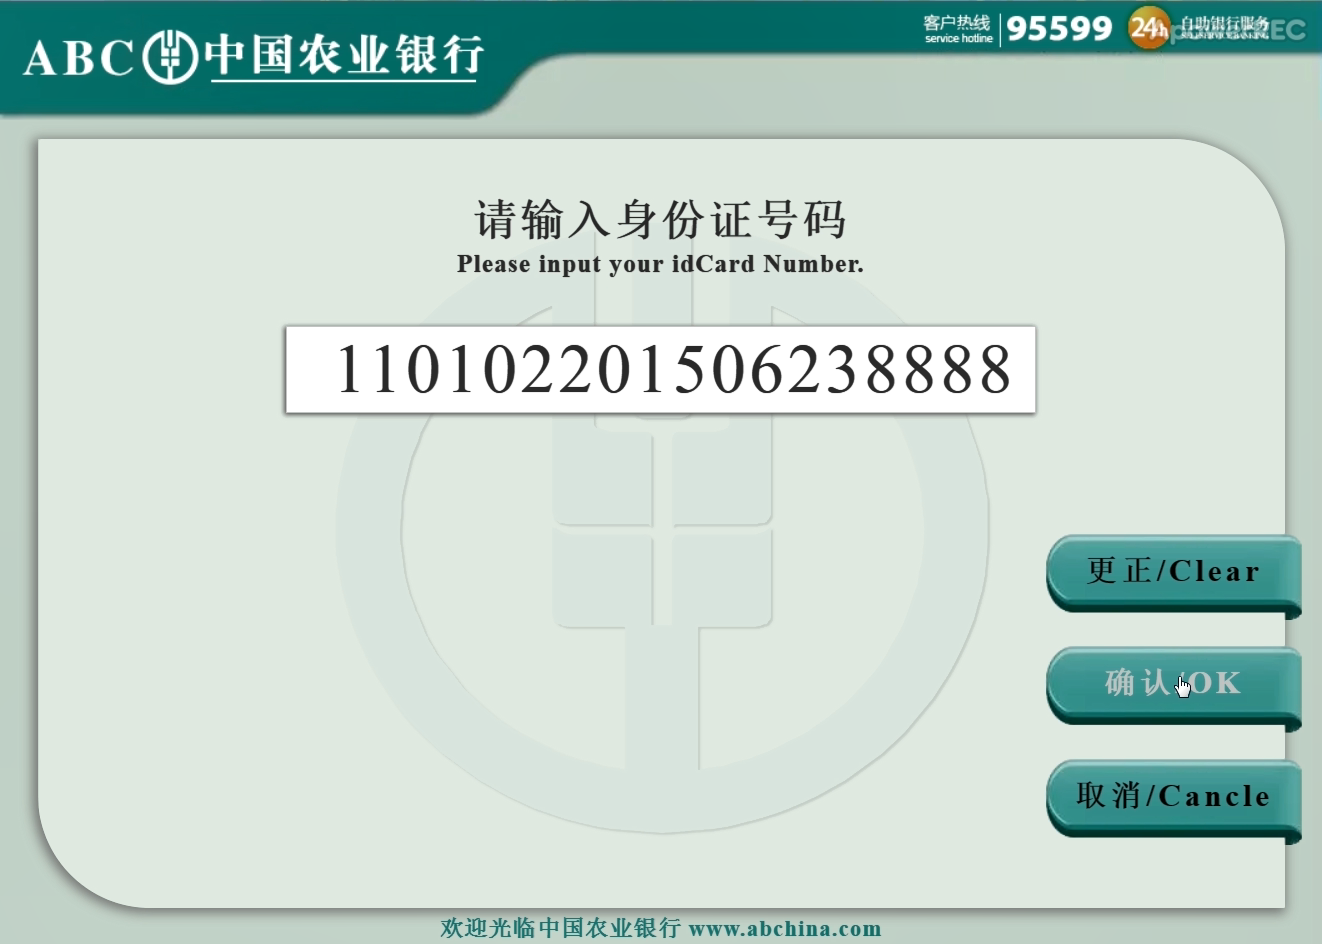 ABC 中国农业银行
客户热线
service hotline
95599
24h
自助银行服务
请输入身份证号码
Please input your idCard Number.
110102201506238888
更正/Clear
确认/OK
取消/Cancle
欢迎光临中国农业银行 www.abchina.com